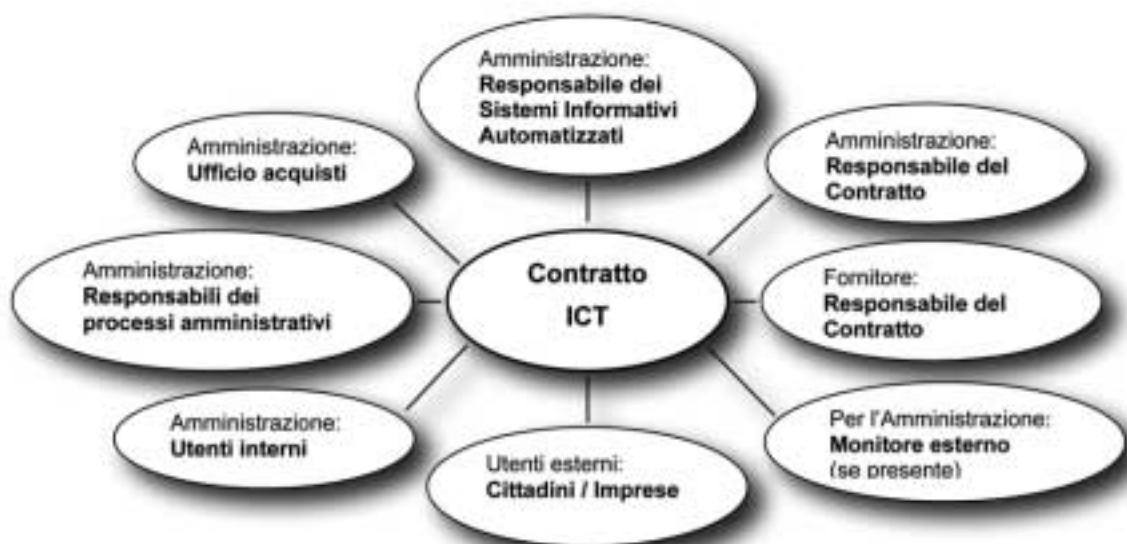 Amministrazione:
Responsabile dei
Sistemi Informativi
Automatizzati
Amministrazione:
Ufficio acquisti
Amministrazione:
Responsabile del
Contratto
Amministrazione:
Responsabili dei
processi amministrativi
Contratto
ICT
Fornitore:
Responsabile del
Contratto
Amministrazione:
Utenti interni
Utenti esterni:
Cittadini / Imprese
Per l'Amministrazione:
Monitore esterno
(se presente)